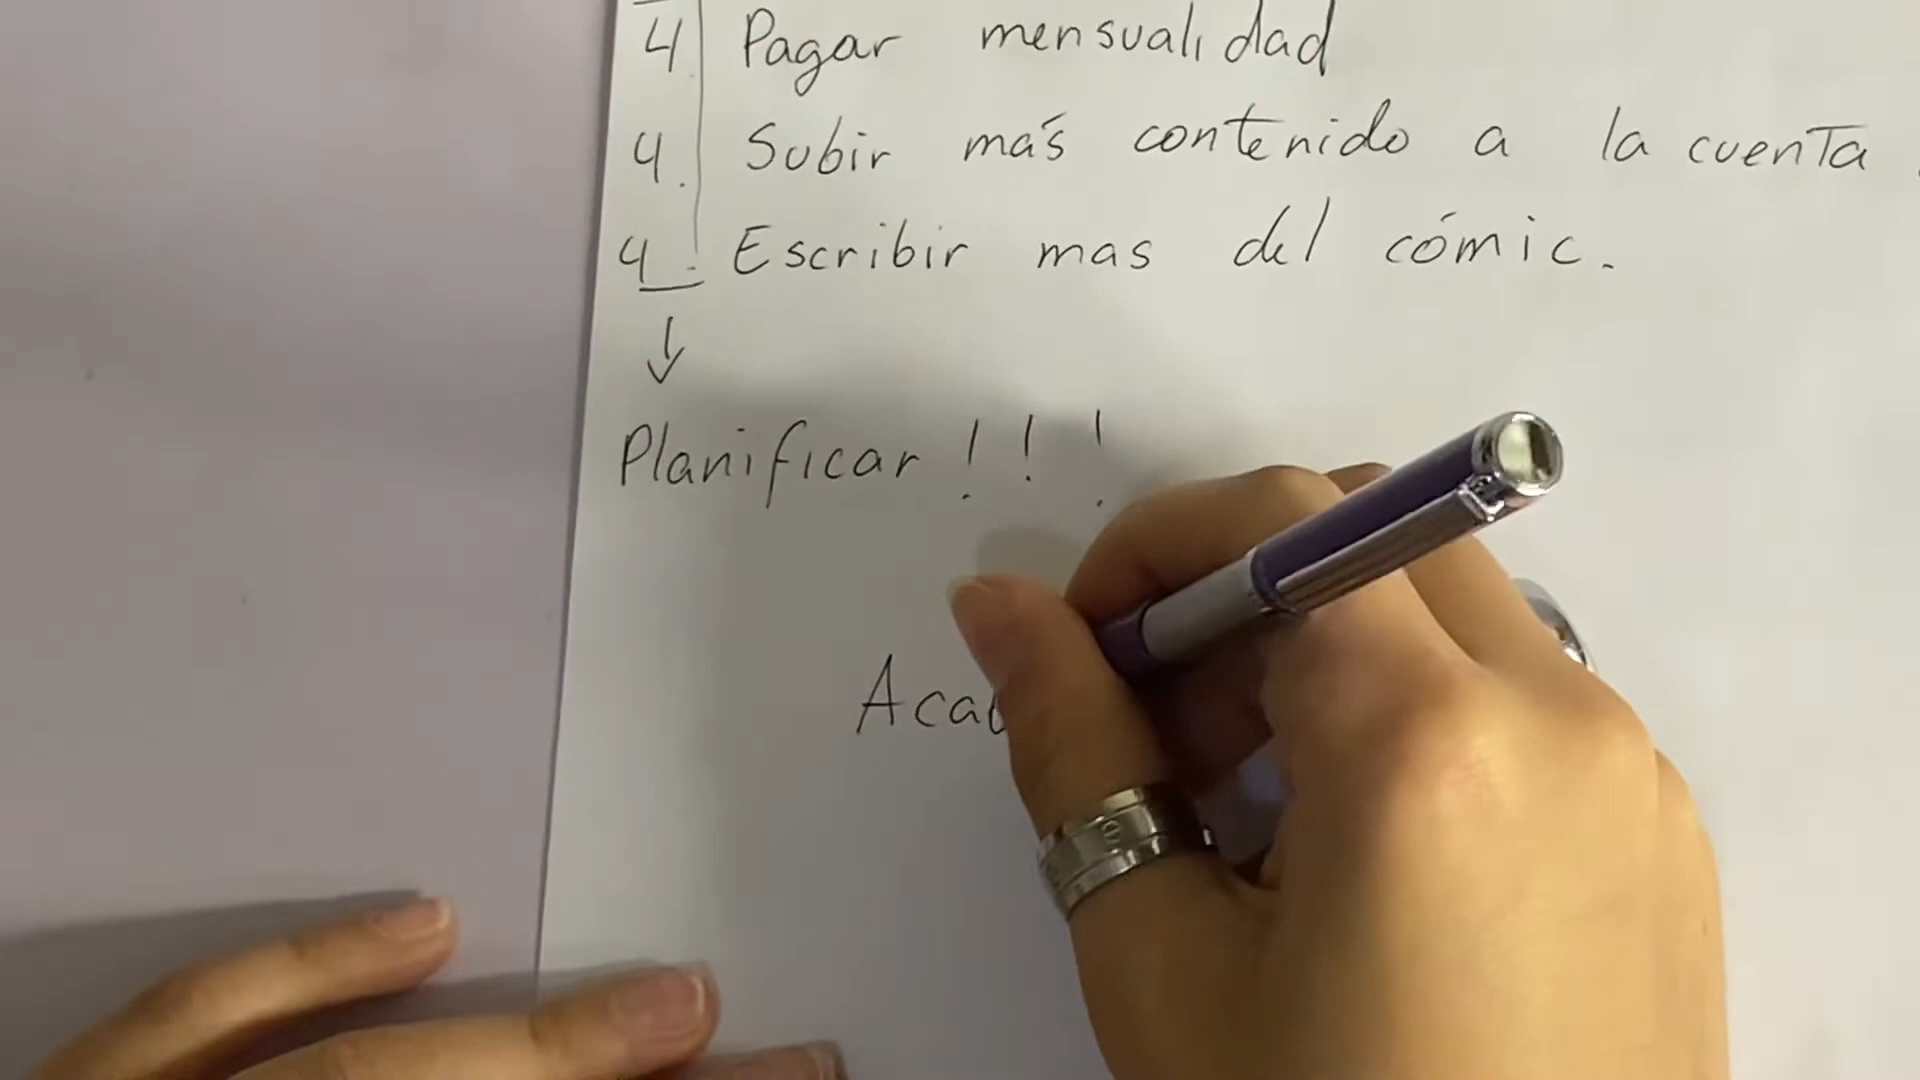 4. Pagar mensualidad
4. Subir más contenido a la cuenta.
4. Escribir mas del cómic.
↓
Planificar !!!